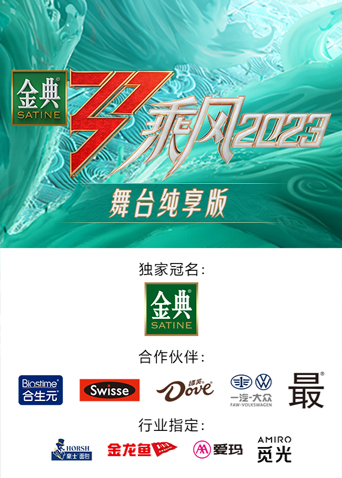 金典®
SATINE
乘风2023
舞台纯享版
独家冠名:
金典®
SATINE
合作伙伴:
Biostime®
合生元
Swisse
德芙
Dove
一汽-大众
FAW-VOLKSWAGEN
最®
行业指定:
HORSH
豪士 面包
金龙鱼
爱玛
AMIRO
觅光